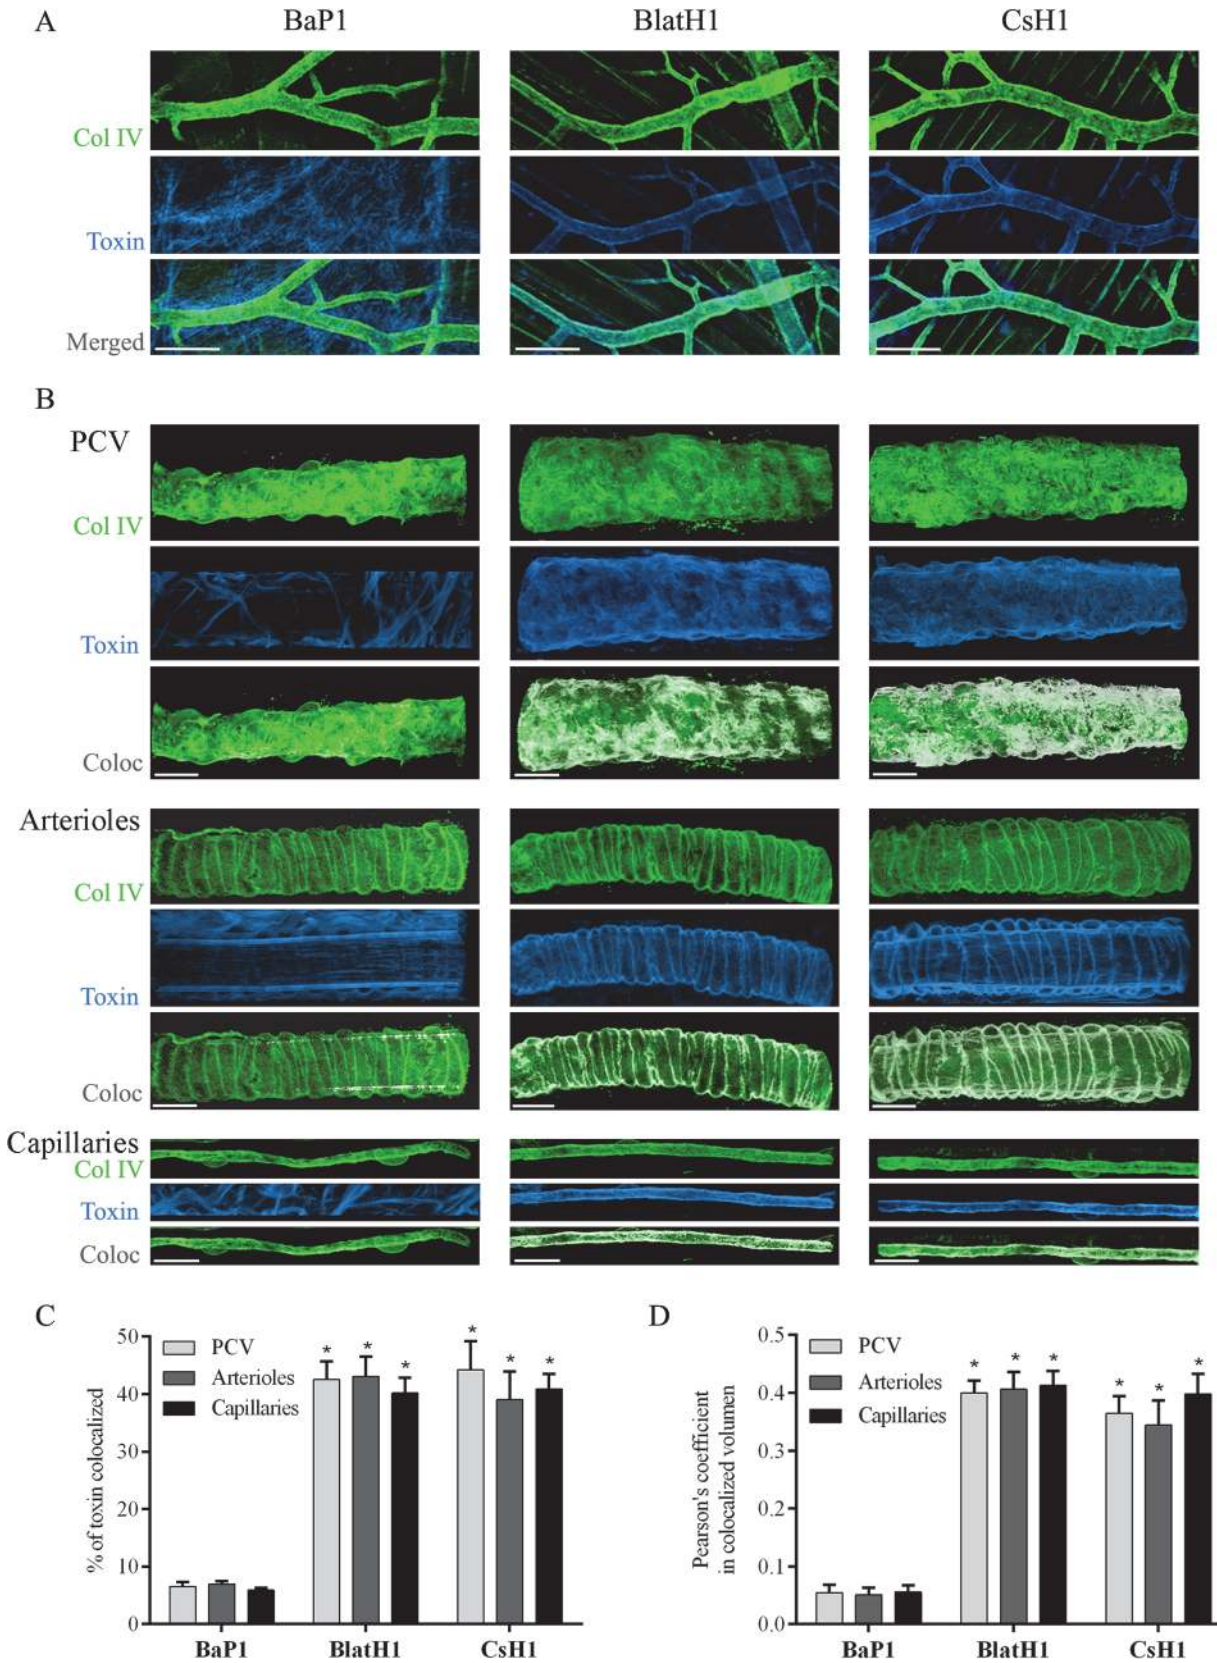 A
BaP1 BlatH1 CsH1
Col IV
Toxin
Merged
B
PCV
Col IV
Toxin
Coloc
Arterioles
Col IV
Toxin
Coloc
Capillaries
Col IV
Toxin
Coloc
C
% of toxin colocalized
50
40
30
20
10
0
PCV
Arterioles
Capillaries
* * * * * *
BaP1 BlatH1 CsH1
D
Pearson's coefficient
in colocalized volumen
0.5
0.4
0.3
0.2
0.1
0.0
PCV
Arterioles
Capillaries
* * * * * *
BaP1 BlatH1 CsH1